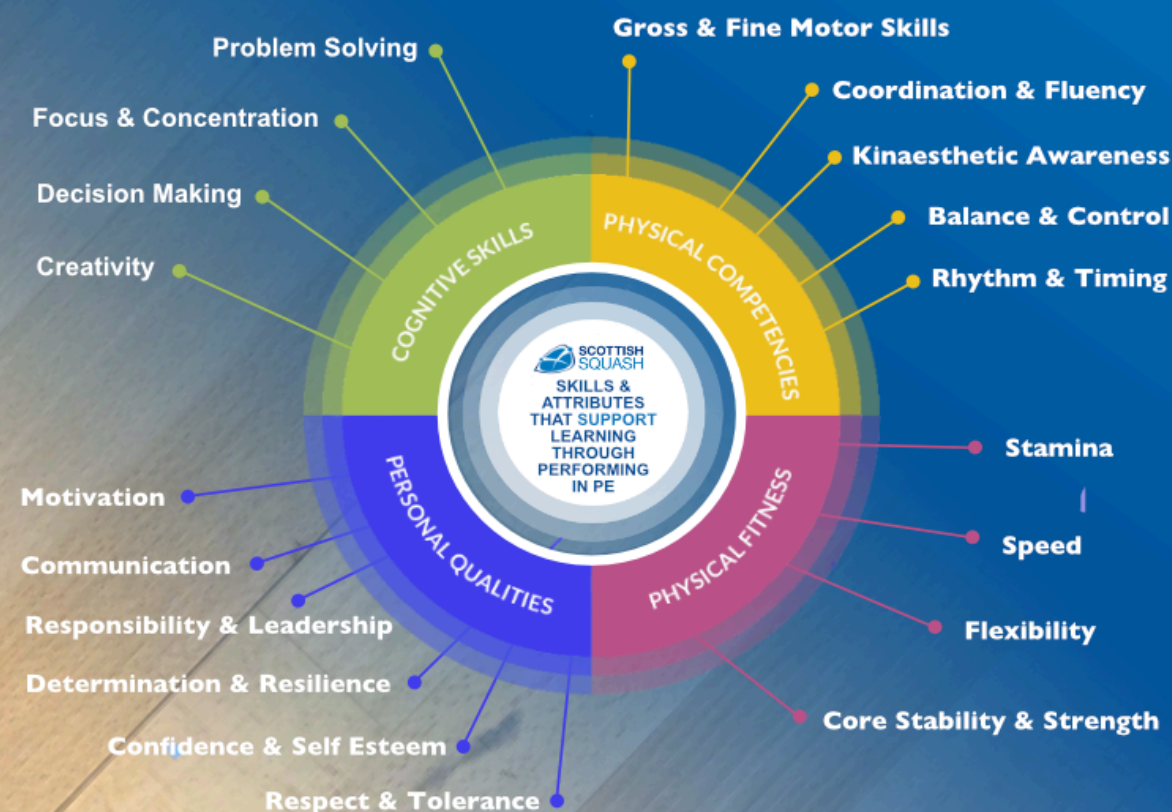 Problem Solving
Focus & Concentration
Decision Making
Creativity
COGNITIVE SKILLS
Gross & Fine Motor Skills
Coordination & Fluency
Kinaesthetic Awareness
Balance & Control
Rhythm & Timing
PHYSICAL COMPETENCIES
SCOTTISH
SQUASH
SKILLS &
ATTRIBUTES
THAT SUPPORT
LEARNING
THROUGH
PERFORMING
IN PE
Motivation
Communication
Responsibility & Leadership
Determination & Resilience
Confidence & Self Esteem
Respect & Tolerance
PERSONAL QUALITIES
Stamina
Speed
Flexibility
Core Stability & Strength
PHYSICAL FITNESS